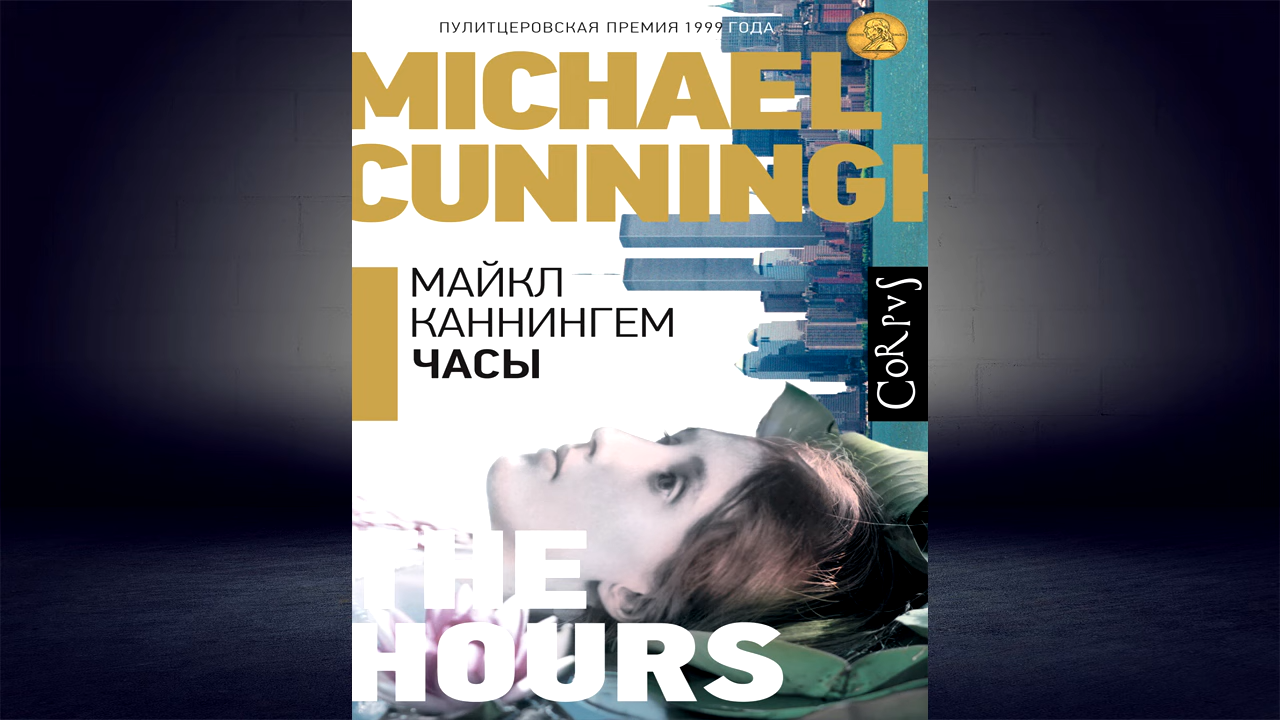 ПУЛИТЦЕРОВСКАЯ ПРЕМИЯ 1999 ГОДА
MICHAEL
CUNNINGH
МАЙКЛ
КАННИНГЕМ
ЧАСЫ
CORPVS
THE
HOURS